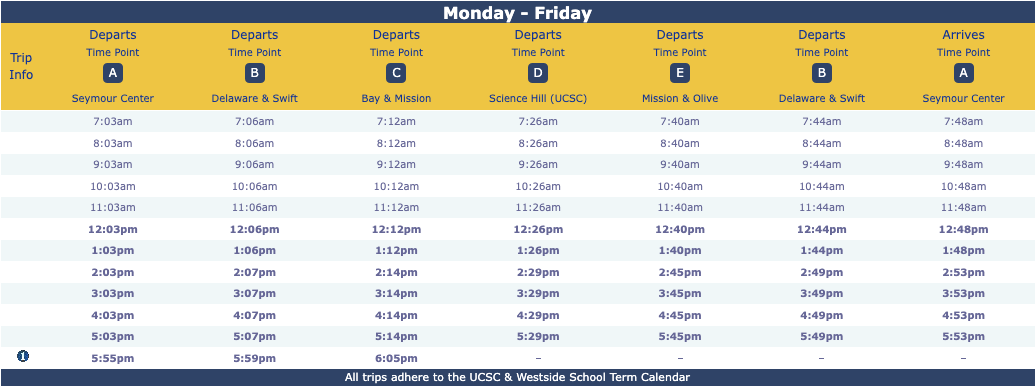 Monday - Friday
Trip Info Departs Time Point A Seymour Center Departs Time Point B Delaware & Swift Departs Time Point C Bay & Mission Departs Time Point D Science Hill (UCSC) Departs Time Point E Mission & Olive Departs Time Point B Delaware & Swift Arrives Time Point A Seymour Center
7:03am 7:06am 7:12am 7:26am 7:40am 7:44am 7:48am
8:03am 8:06am 8:12am 8:26am 8:40am 8:44am 8:48am
9:03am 9:06am 9:12am 9:26am 9:40am 9:44am 9:48am
10:03am 10:06am 10:12am 10:26am 10:40am 10:44am 10:48am
11:03am 11:06am 11:12am 11:26am 11:40am 11:44am 11:48am
12:03pm 12:06pm 12:12pm 12:26pm 12:40pm 12:44pm 12:48pm
1:03pm 1:06pm 1:12pm 1:26pm 1:40pm 1:44pm 1:48pm
2:03pm 2:07pm 2:14pm 2:29pm 2:45pm 2:49pm 2:53pm
3:03pm 3:07pm 3:14pm 3:29pm 3:45pm 3:49pm 3:53pm
4:03pm 4:07pm 4:14pm 4:29pm 4:45pm 4:49pm 4:53pm
5:03pm 5:07pm 5:14pm 5:29pm 5:45pm 5:49pm 5:53pm
1 5:55pm 5:59pm 6:05pm – – – –
All trips adhere to the UCSC & Westside School Term Calendar